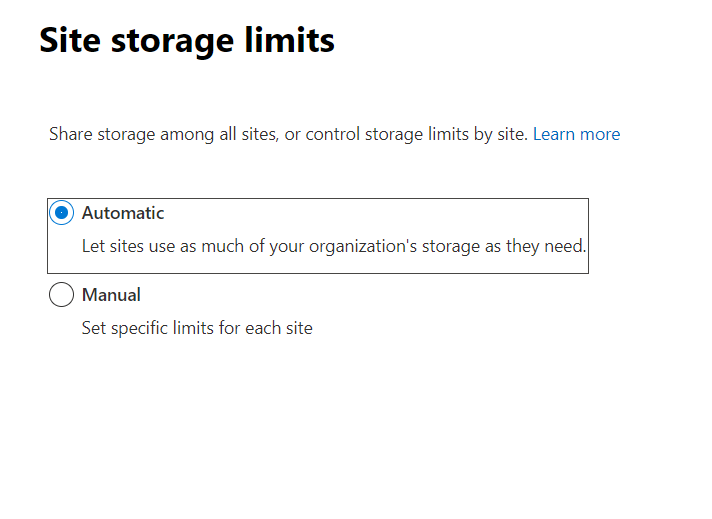 Site storage limits
Share storage among all sites, or control storage limits by site. Learn more
Automatic
Let sites use as much of your organization's storage as they need.
Manual
Set specific limits for each site